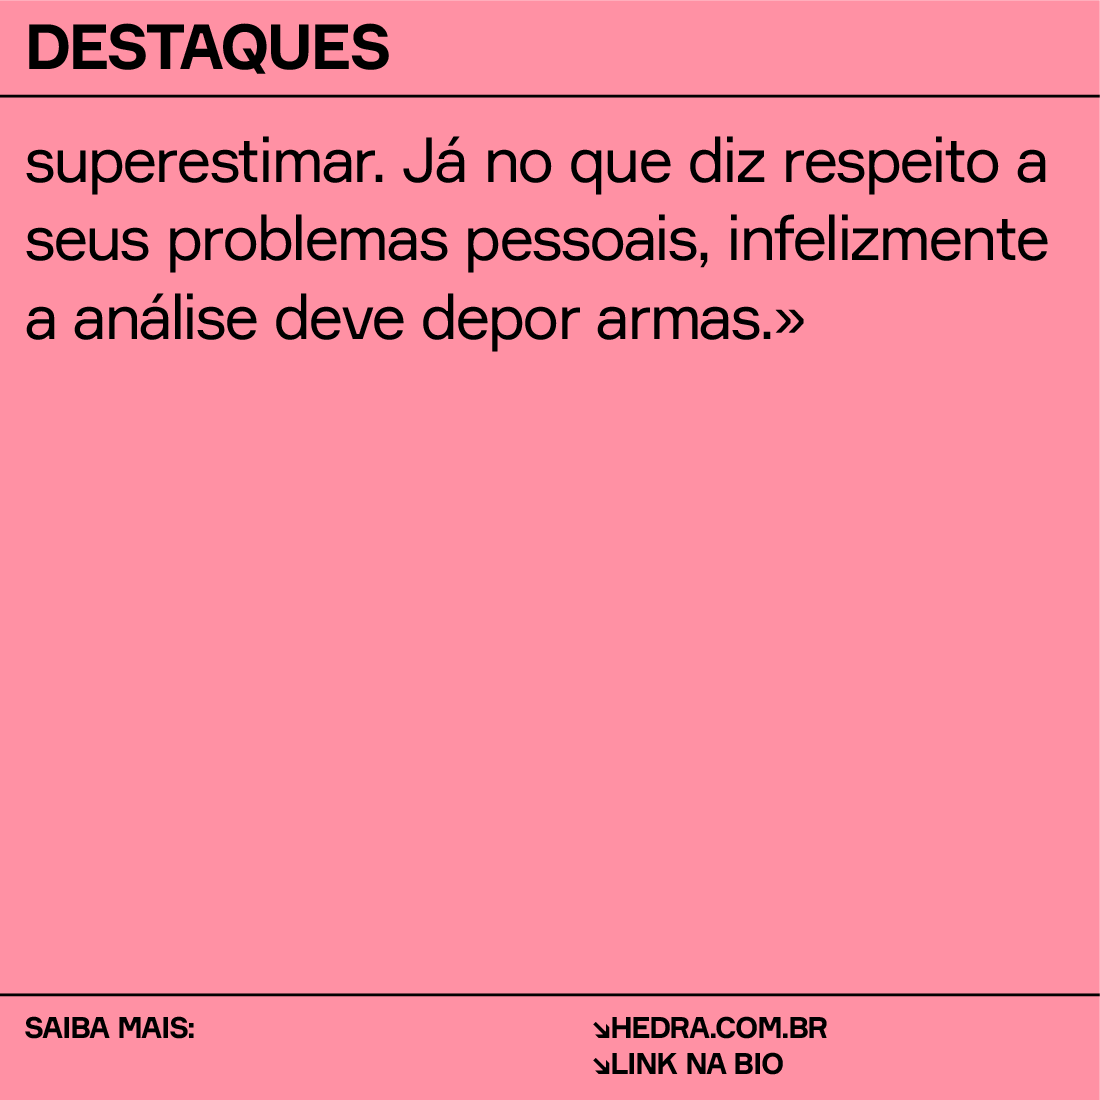 DESTAQUES
superestimar. Já no que diz respeito a
seus problemas pessoais, infelizmente
a análise deve depor armas.»
SAIBA MAIS:
↘HEDRA.COM.BR
↘LINK NA BIO